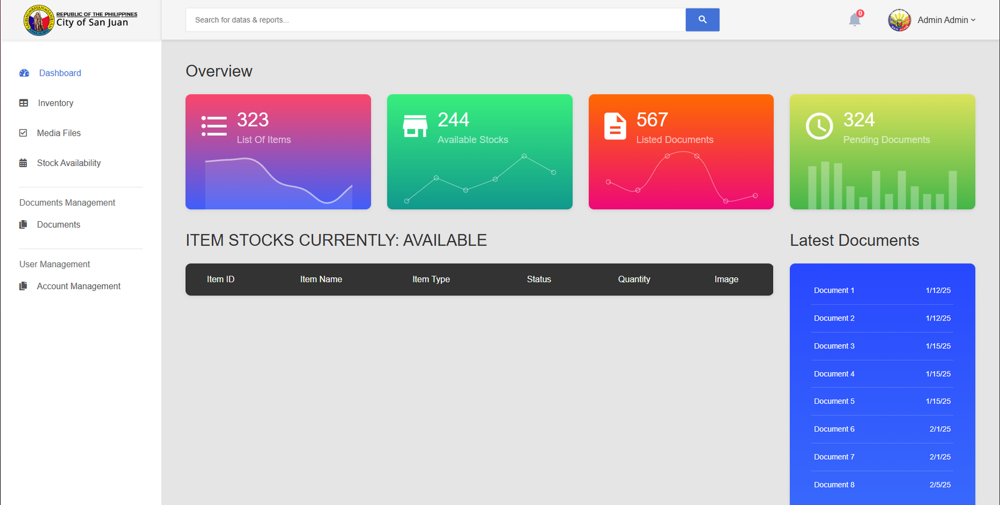 REPUBLIC OF THE PHILIPPINES
City of San Juan
Search for datas & reports...
0
Admin Admin
Dashboard
Inventory
Media Files
Stock Availability
Documents Management
Documents
User Management
Account Management
Overview
323
List Of Items
244
Available Stocks
567
Listed Documents
324
Pending Documents
ITEM STOCKS CURRENTLY: AVAILABLE
Item ID Item Name Item Type Status Quantity Image
Latest Documents
Document 1 1/12/25
Document 2 1/12/25
Document 3 1/15/25
Document 4 1/15/25
Document 5 1/15/25
Document 6 2/1/25
Document 7 2/1/25
Document 8 2/5/25